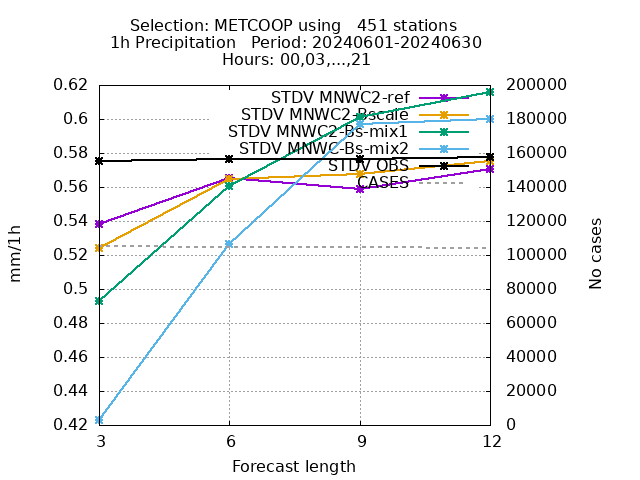 Selection: METCOOP using   451 stations
1h Precipitation   Period: 20240601-20240630
Hours: 00,03,...,21
0.62
0.6
0.58
0.56
0.54
0.52
0.5
0.48
0.46
0.44
0.42
mm/1h
STDV MNWC2-ref
STDV MNWC2-Bscale
STDV MNWC2-Bs-mix1
STDV MNWC-Bs-mix2
STDV OBS
CASES
200000
180000
160000
140000
120000
100000
80000
60000
40000
20000
0
No cases
3 6 9 12
Forecast length